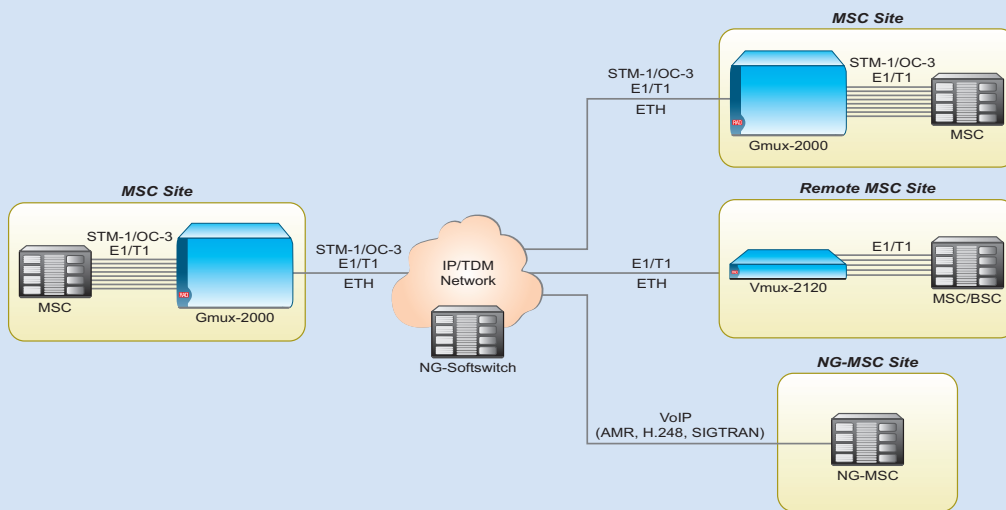 MSC Site
STM-1/OC-3
E1/T1
MSC
RAD
Gmux-2000
STM-1/OC-3
E1/T1
ETH
IP/TDM
Network
NG-Softswitch
STM-1/OC-3
E1/T1
ETH
MSC Site
RAD
Gmux-2000
STM-1/OC-3
E1/T1
MSC
E1/T1
ETH
Remote MSC Site
RAD
Vmux-2120
E1/T1
MSC/BSC
VoIP
(AMR, H.248, SIGTRAN)
NG-MSC Site
NG-MSC